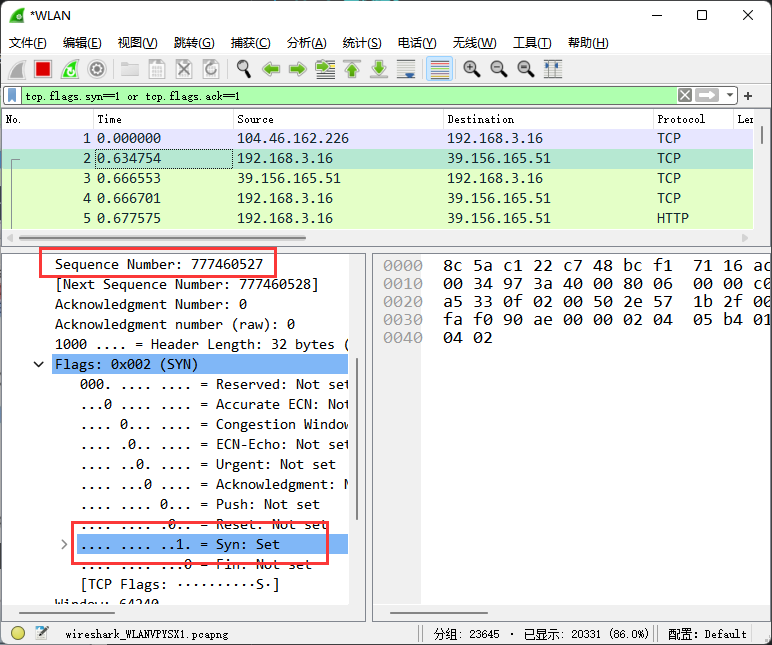 *WLAN
文件(F) 编辑(E) 视图(V) 跳转(G) 捕获(C) 分析(A) 统计(S) 电话(Y) 无线(W) 工具(T) 帮助(H)
tcp.flags.syn==1 or tcp.flags.ack==1
No. Time Source Destination Protocol Ler
1 0.000000 104.46.162.226 192.168.3.16 TCP
2 0.634754 192.168.3.16 39.156.165.51 TCP
3 0.666553 39.156.165.51 192.168.3.16 TCP
4 0.666701 192.168.3.16 39.156.165.51 TCP
5 0.677575 192.168.3.16 39.156.165.51 HTTP
Sequence Number: 777460527
[Next Sequence Number: 777460528]
Acknowledgment Number: 0
Acknowledgment number (raw): 0
1000 .... = Header Length: 32 bytes (
Flags: 0x002 (SYN)
000. .... .... = Reserved: Not set
...0 .... .... = Accurate ECN: Not
.... 0... .... = Congestion Window
.... .0.. .... = ECN-Echo: Not set
.... ..0. .... = Urgent: Not set
.... ...0 .... = Acknowledgment: N
.... .... 0... = Push: Not set
.... .... .0.. = Reset: Not set
.... .... ..1. = Syn: Set
.... .... ...0 = Fin: Not set
[TCP Flags: ··········S·]
Window: 64240
0000 8c 5a c1 22 c7 48 bc f1 71 16 ac
0010 00 34 97 3a 40 00 80 06 00 00 c0
0020 a5 33 0f 02 00 50 2e 57 1b 2f 00
0030 fa f0 90 ae 00 00 02 04 05 b4 01
0040 04 02
wireshark_WLANVPYSX1.pcapng 分组: 23645 · 已显示: 20331 (86.0%) 配置: Default